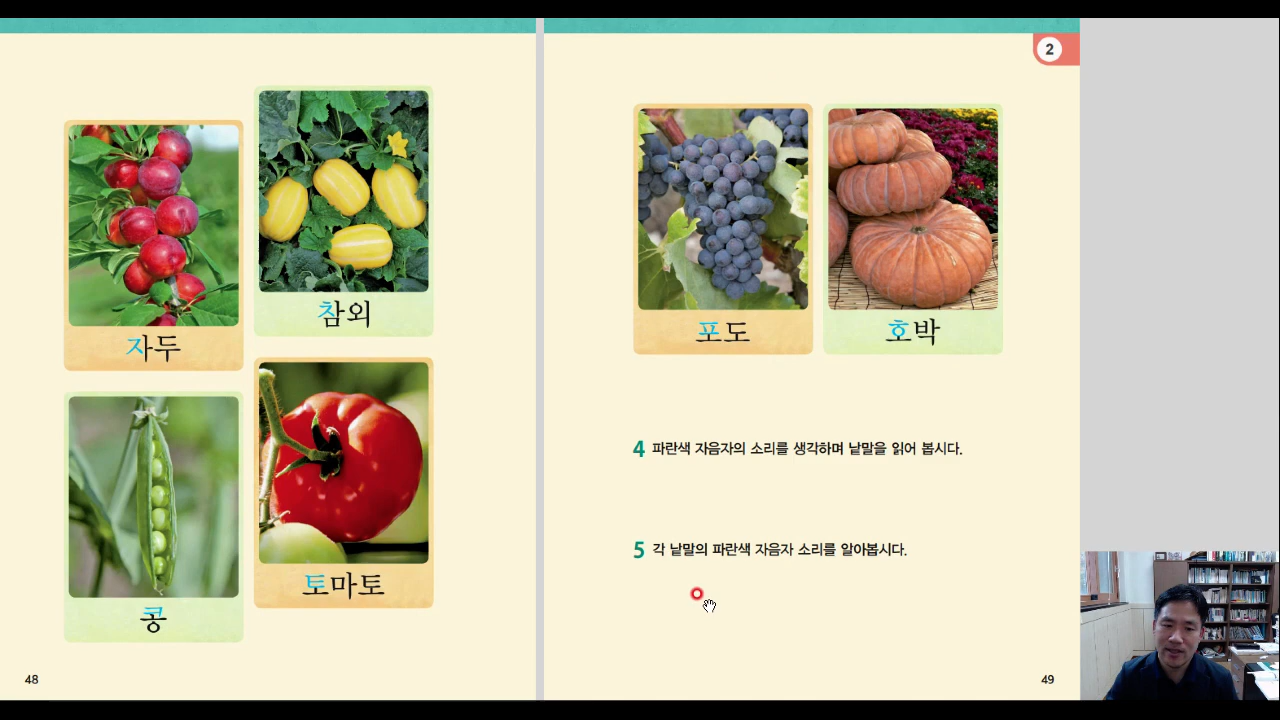 자두
참외
콩
토마토
48
2
포도
호박
4 파란색 자음자의 소리를 생각하며 낱말을 읽어 봅시다.
5 각 낱말의 파란색 자음자 소리를 알아봅시다.
49